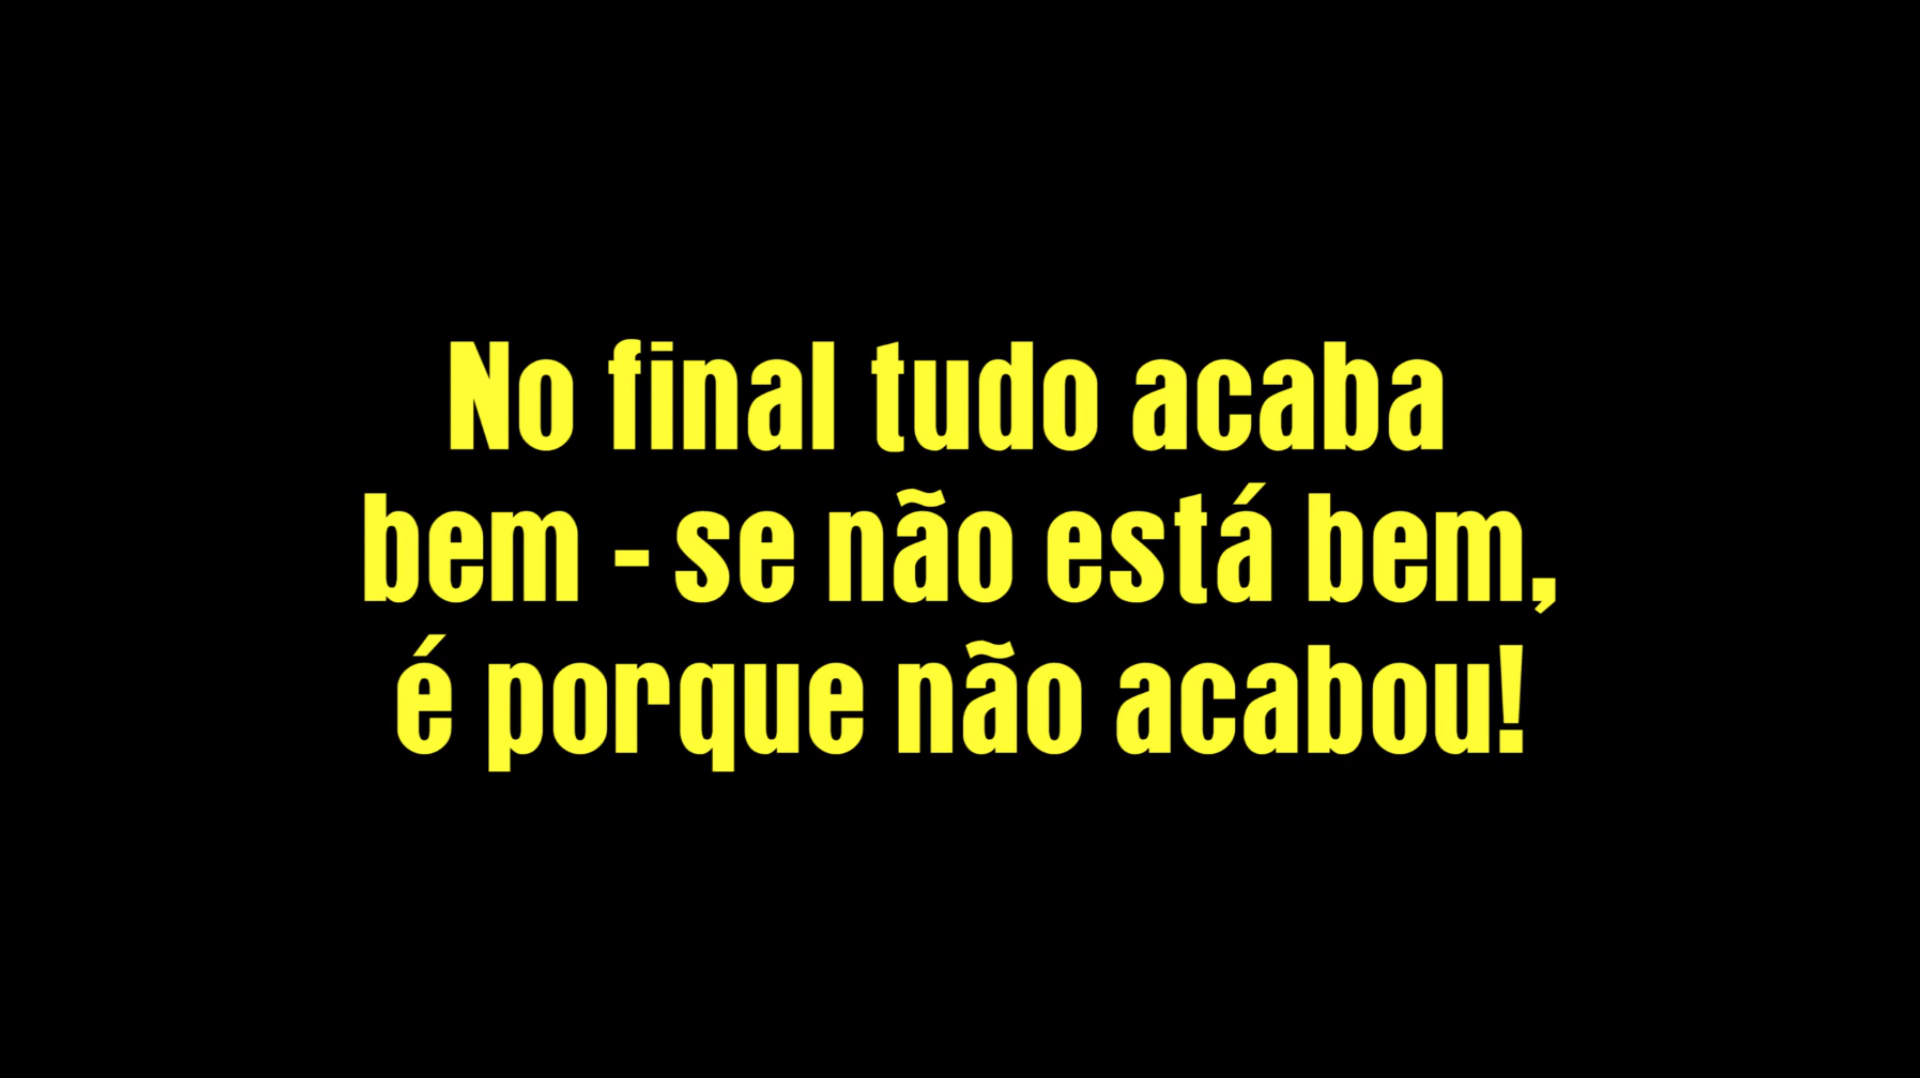 No final tudo acaba
bem - se não está bem,
é porque não acabou!